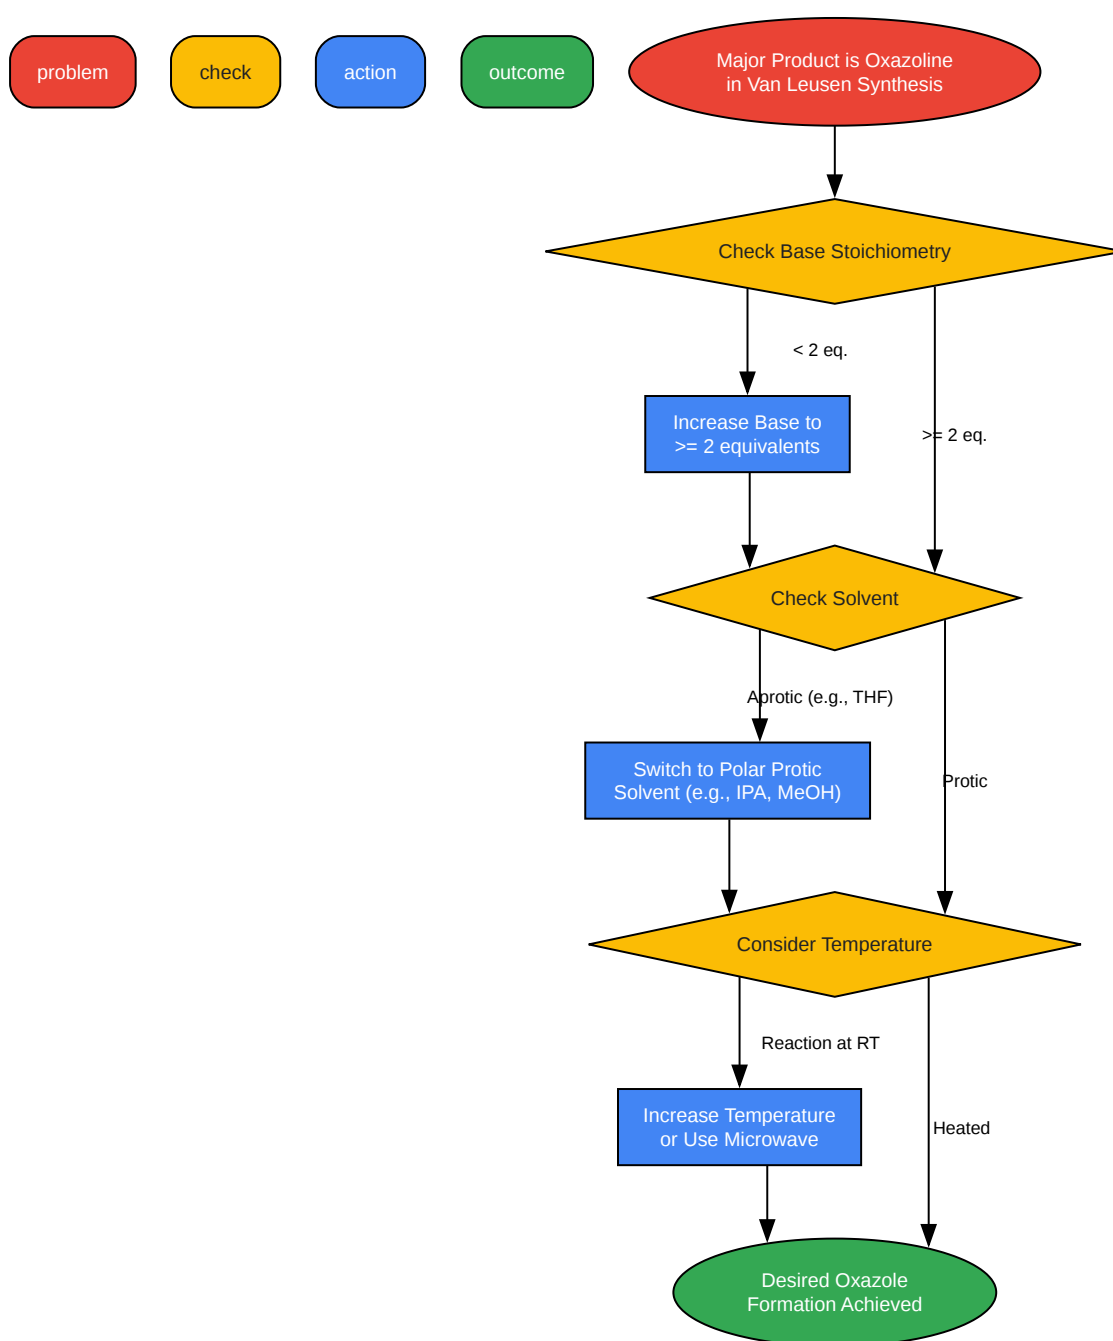 problem
check
action
outcome
Major Product is Oxazoline
in Van Leusen Synthesis
Check Base Stoichiometry
< 2 eq.
Increase Base to
>= 2 equivalents
>= 2 eq.
Check Solvent
Aprotic (e.g., THF)
Switch to Polar Protic
Solvent (e.g., IPA, MeOH)
Protic
Consider Temperature
Reaction at RT
Increase Temperature
or Use Microwave
Heated
Desired Oxazole
Formation Achieved